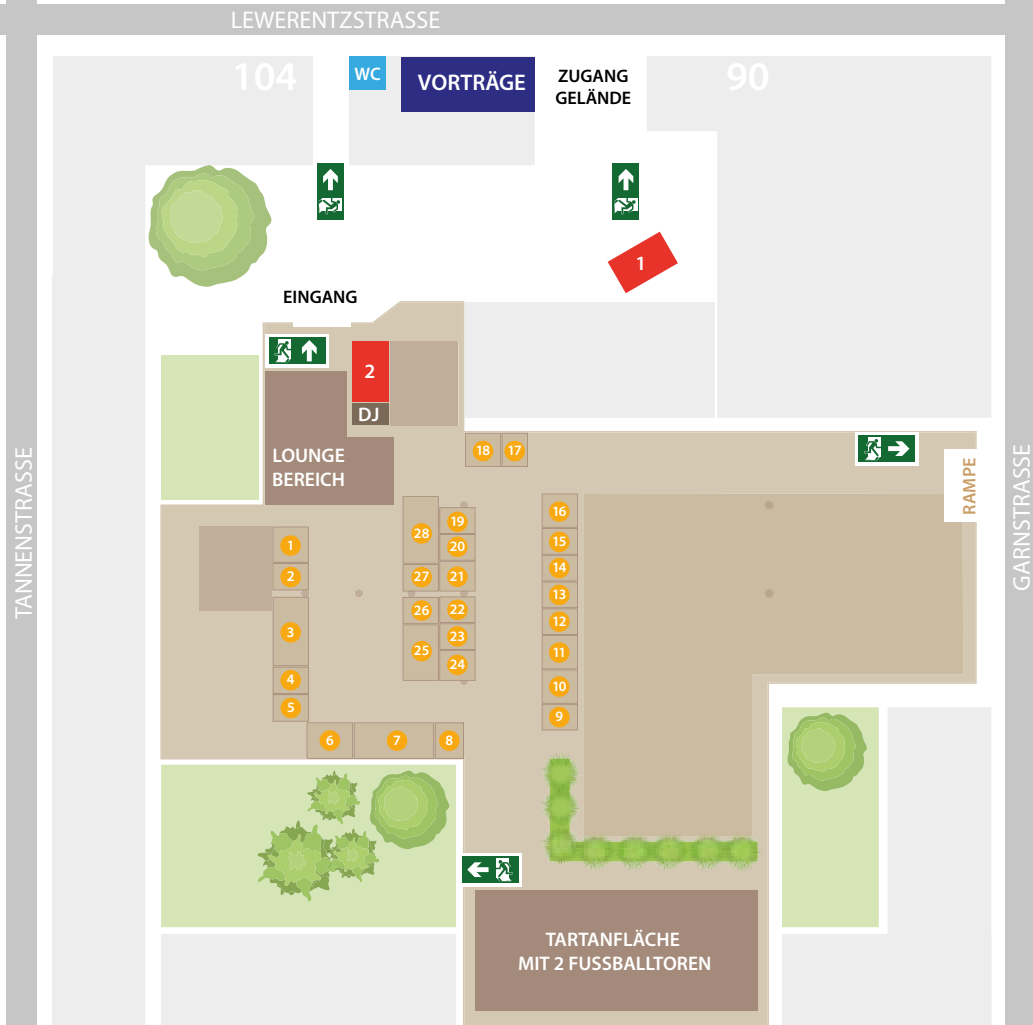 LEWERENTZSTRASSE
104
WC
VORTRÄGE
ZUGANG
GELÄNDE
90
1
EINGANG
2
DJ
LOUNGE
BEREICH
18
17
RAMPE
TANNENSTRASSE
GARNSTRASSE
28
19
20
27
21
26
22
25
23
24
16
15
14
13
12
11
10
9
1
2
3
4
5
6
7
8
TARTANFLÄCHE
MIT 2 FUSSBALLTOREN